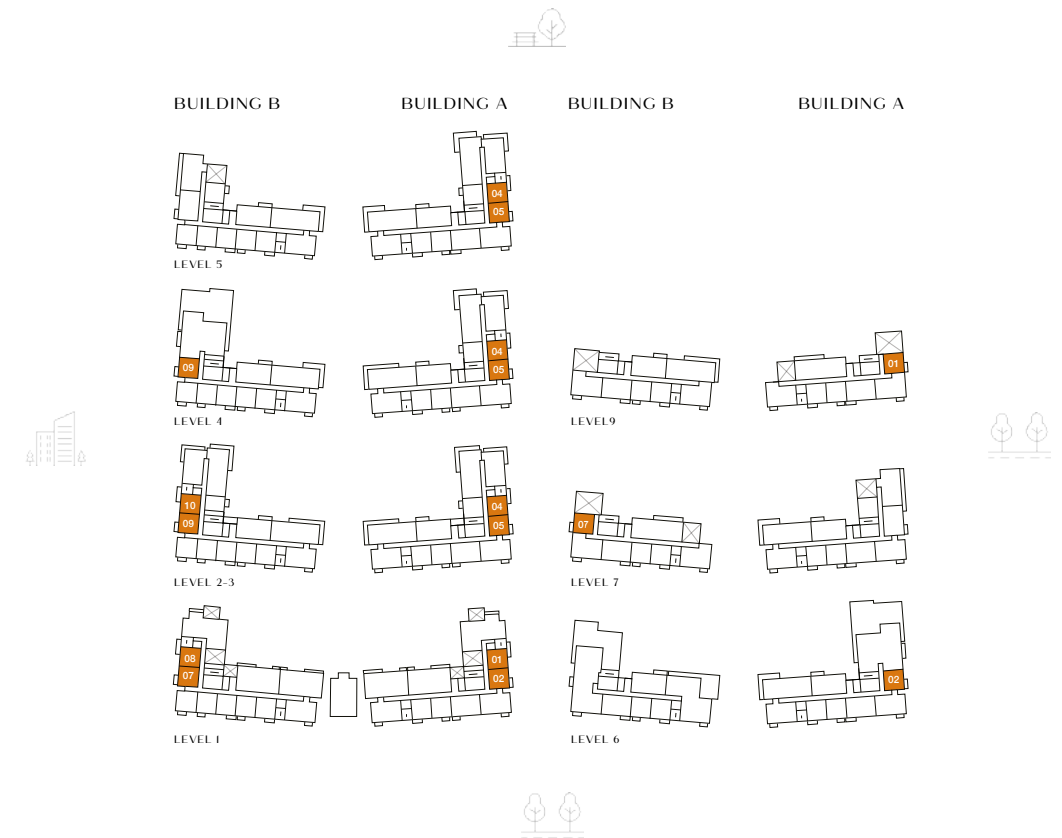 BUILDING B BUILDING A BUILDING B BUILDING A
04
05
LEVEL 5
04
09 05
01
LEVEL 4 LEVEL9
10 04
09 05 07
LEVEL 2-3 LEVEL 7
08 01
07 02 02
LEVEL 1 LEVEL 6